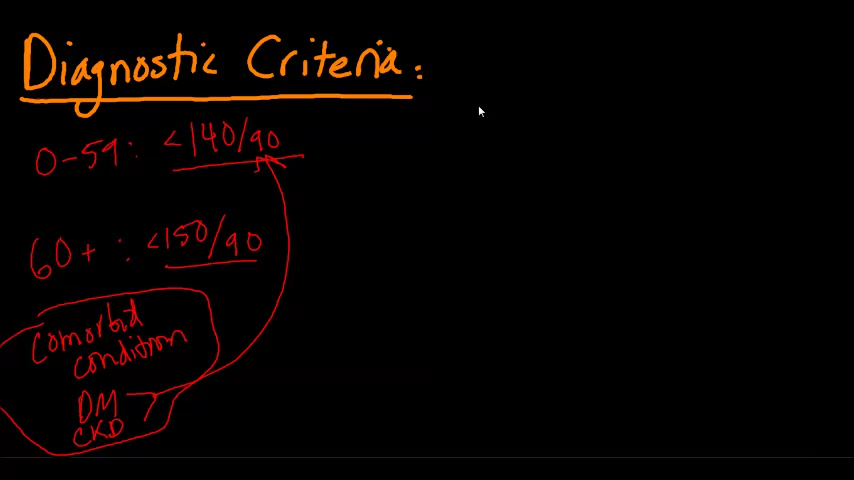 Diagnostic Criteria:
0-59: <140/90
60+: <150/90
Comorbid
condition
DM
CKD